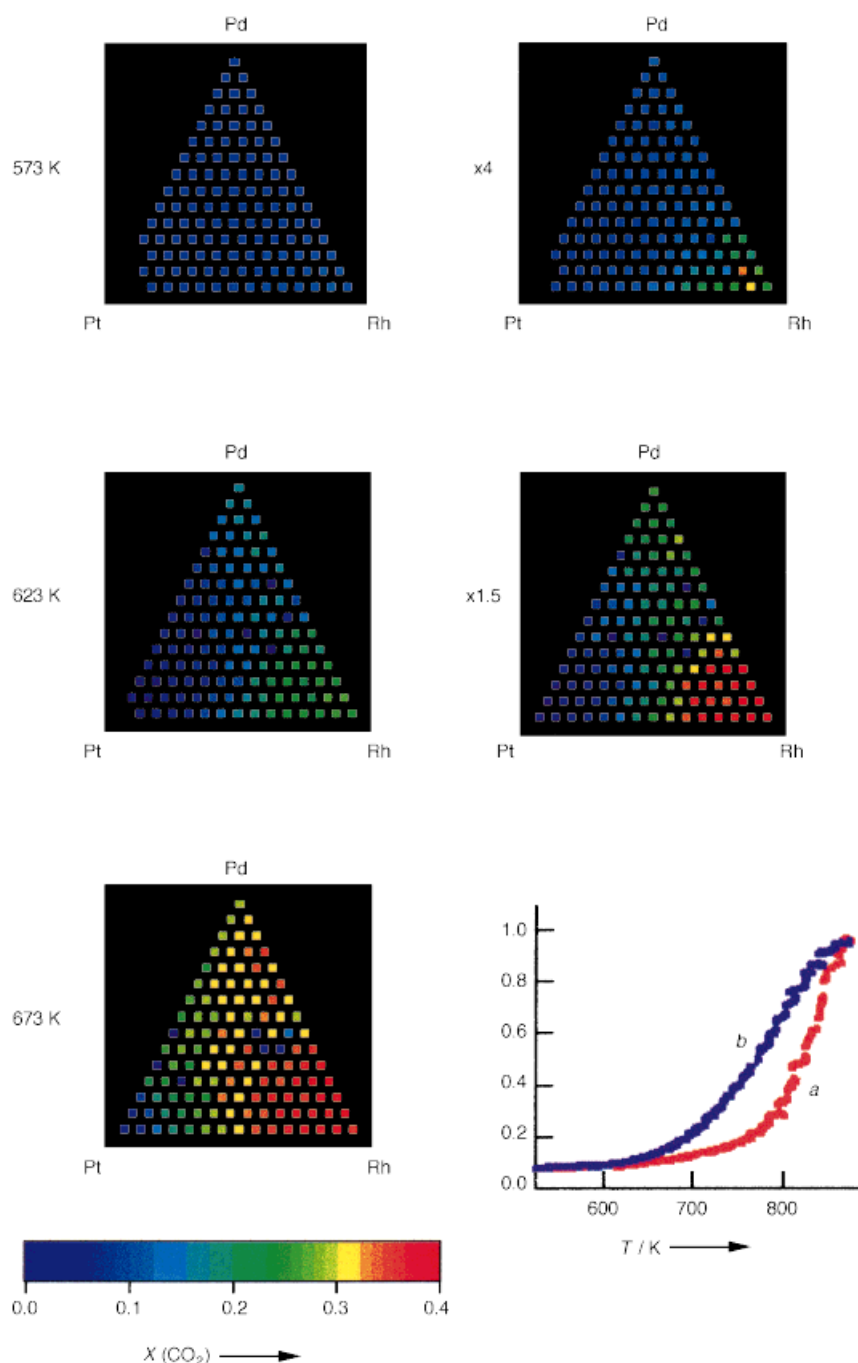 Pd
Pd
573 K
x4
Pt
Rh
Pt
Rh
Pd
Pd
623 K
x1.5
Pt
Rh
Pt
Rh
Pd
673 K
Pt
Rh
1.0
0.8
0.6
0.4
0.2
0.0
b
a
600
700
800
T / K
0.0
0.1
0.2
0.3
0.4
X (CO₂)